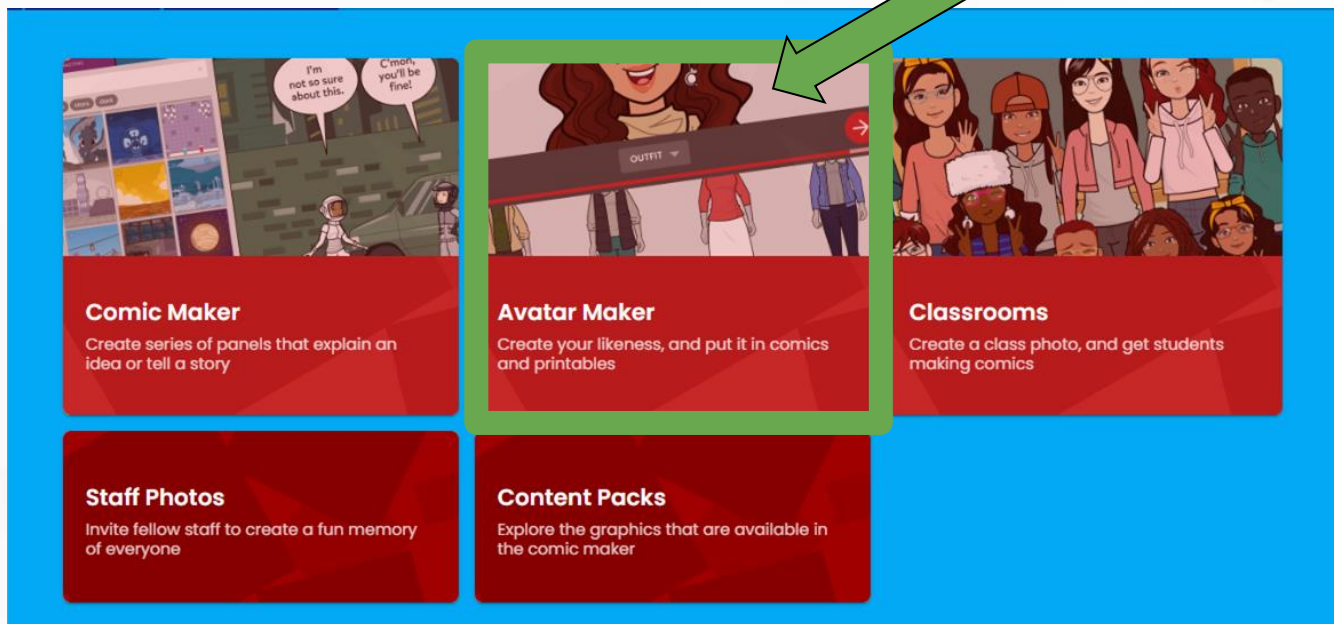 I'm
not so sure
about this.
C'mon,
you'll be
fine!
OUTFIT
Comic Maker
Create series of panels that explain an
idea or tell a story
Avatar Maker
Create your likeness, and put it in comics
and printables
Classrooms
Create a class photo, and get students
making comics
Staff Photos
Invite fellow staff to create a fun memory
of everyone
Content Packs
Explore the graphics that are available in
the comic maker